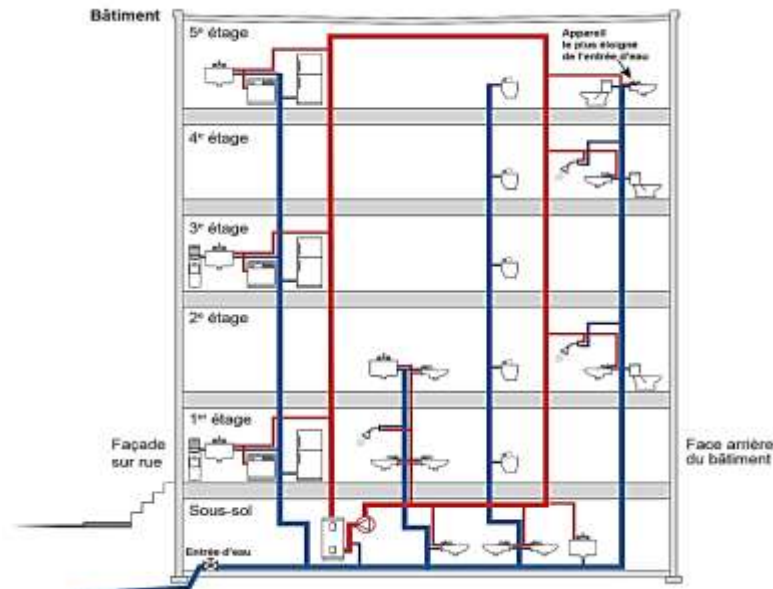 Bâtiment
5e étage
Appareil
le plus éloigné
de l'entrée d'eau
4e étage
3e étage
2e étage
1er étage
Façade
sur rue
Face arrière
du bâtiment
Sous-sol
Entrée d'eau